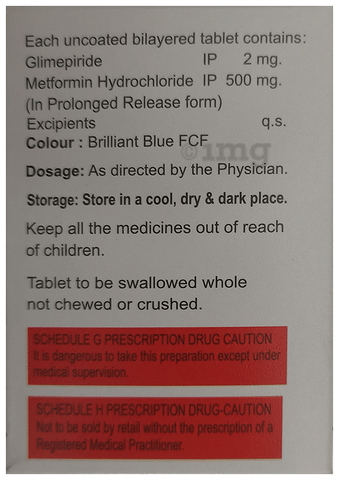 Each uncoated bilayered tablet contains:
Glimepiride IP 2 mg.
Metformin Hydrochloride IP 500 mg.
(In Prolonged Release form)
Excipients q.s.
Colour : Brilliant Blue FCF
©1mg
Dosage: As directed by the Physician.
Storage: Store in a cool, dry & dark place.
Keep all the medicines out of reach
of children.
Tablet to be swallowed whole
not chewed or crushed.
SCHEDULE G PRESCRIPTION DRUG CAUTION
It is dangerous to take this preparation except under
medical supervision.
SCHEDULE H PRESCRIPTION DRUG-CAUTION
Not to be sold by retail without the prescription of a
Registered Medical Practitioner.